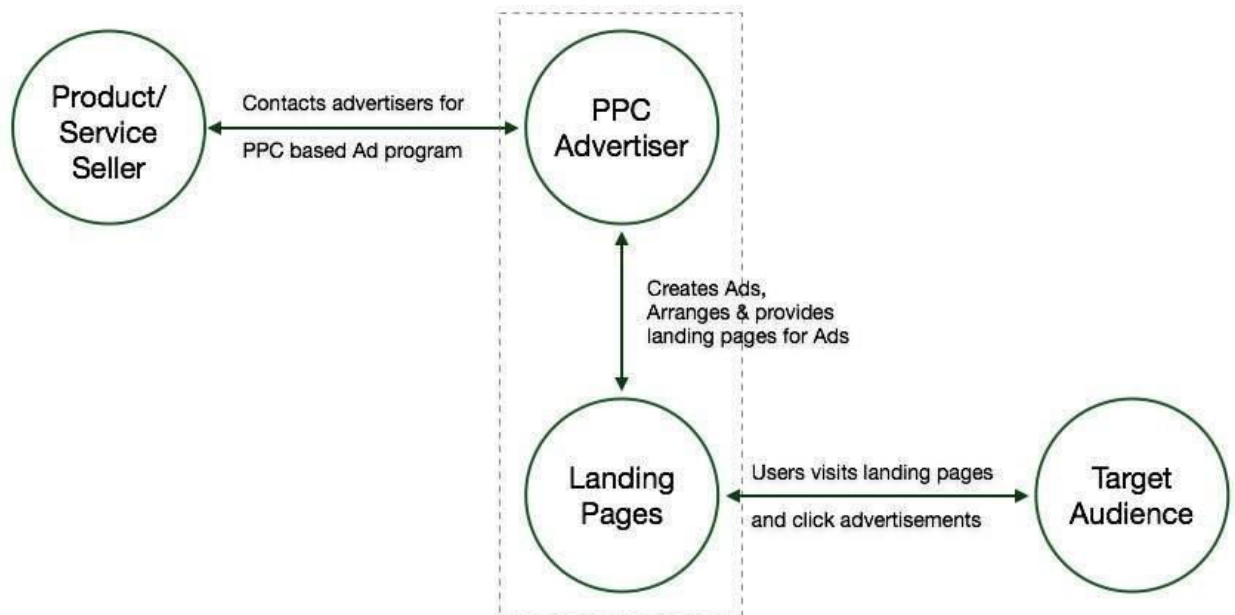 Product/
Service
Seller
Contacts advertisers for
PPC based Ad program
PPC
Advertiser
Creates Ads,
Arranges & provides
landing pages for Ads
Landing
Pages
Users visits landing pages
and click advertisements
Target
Audience